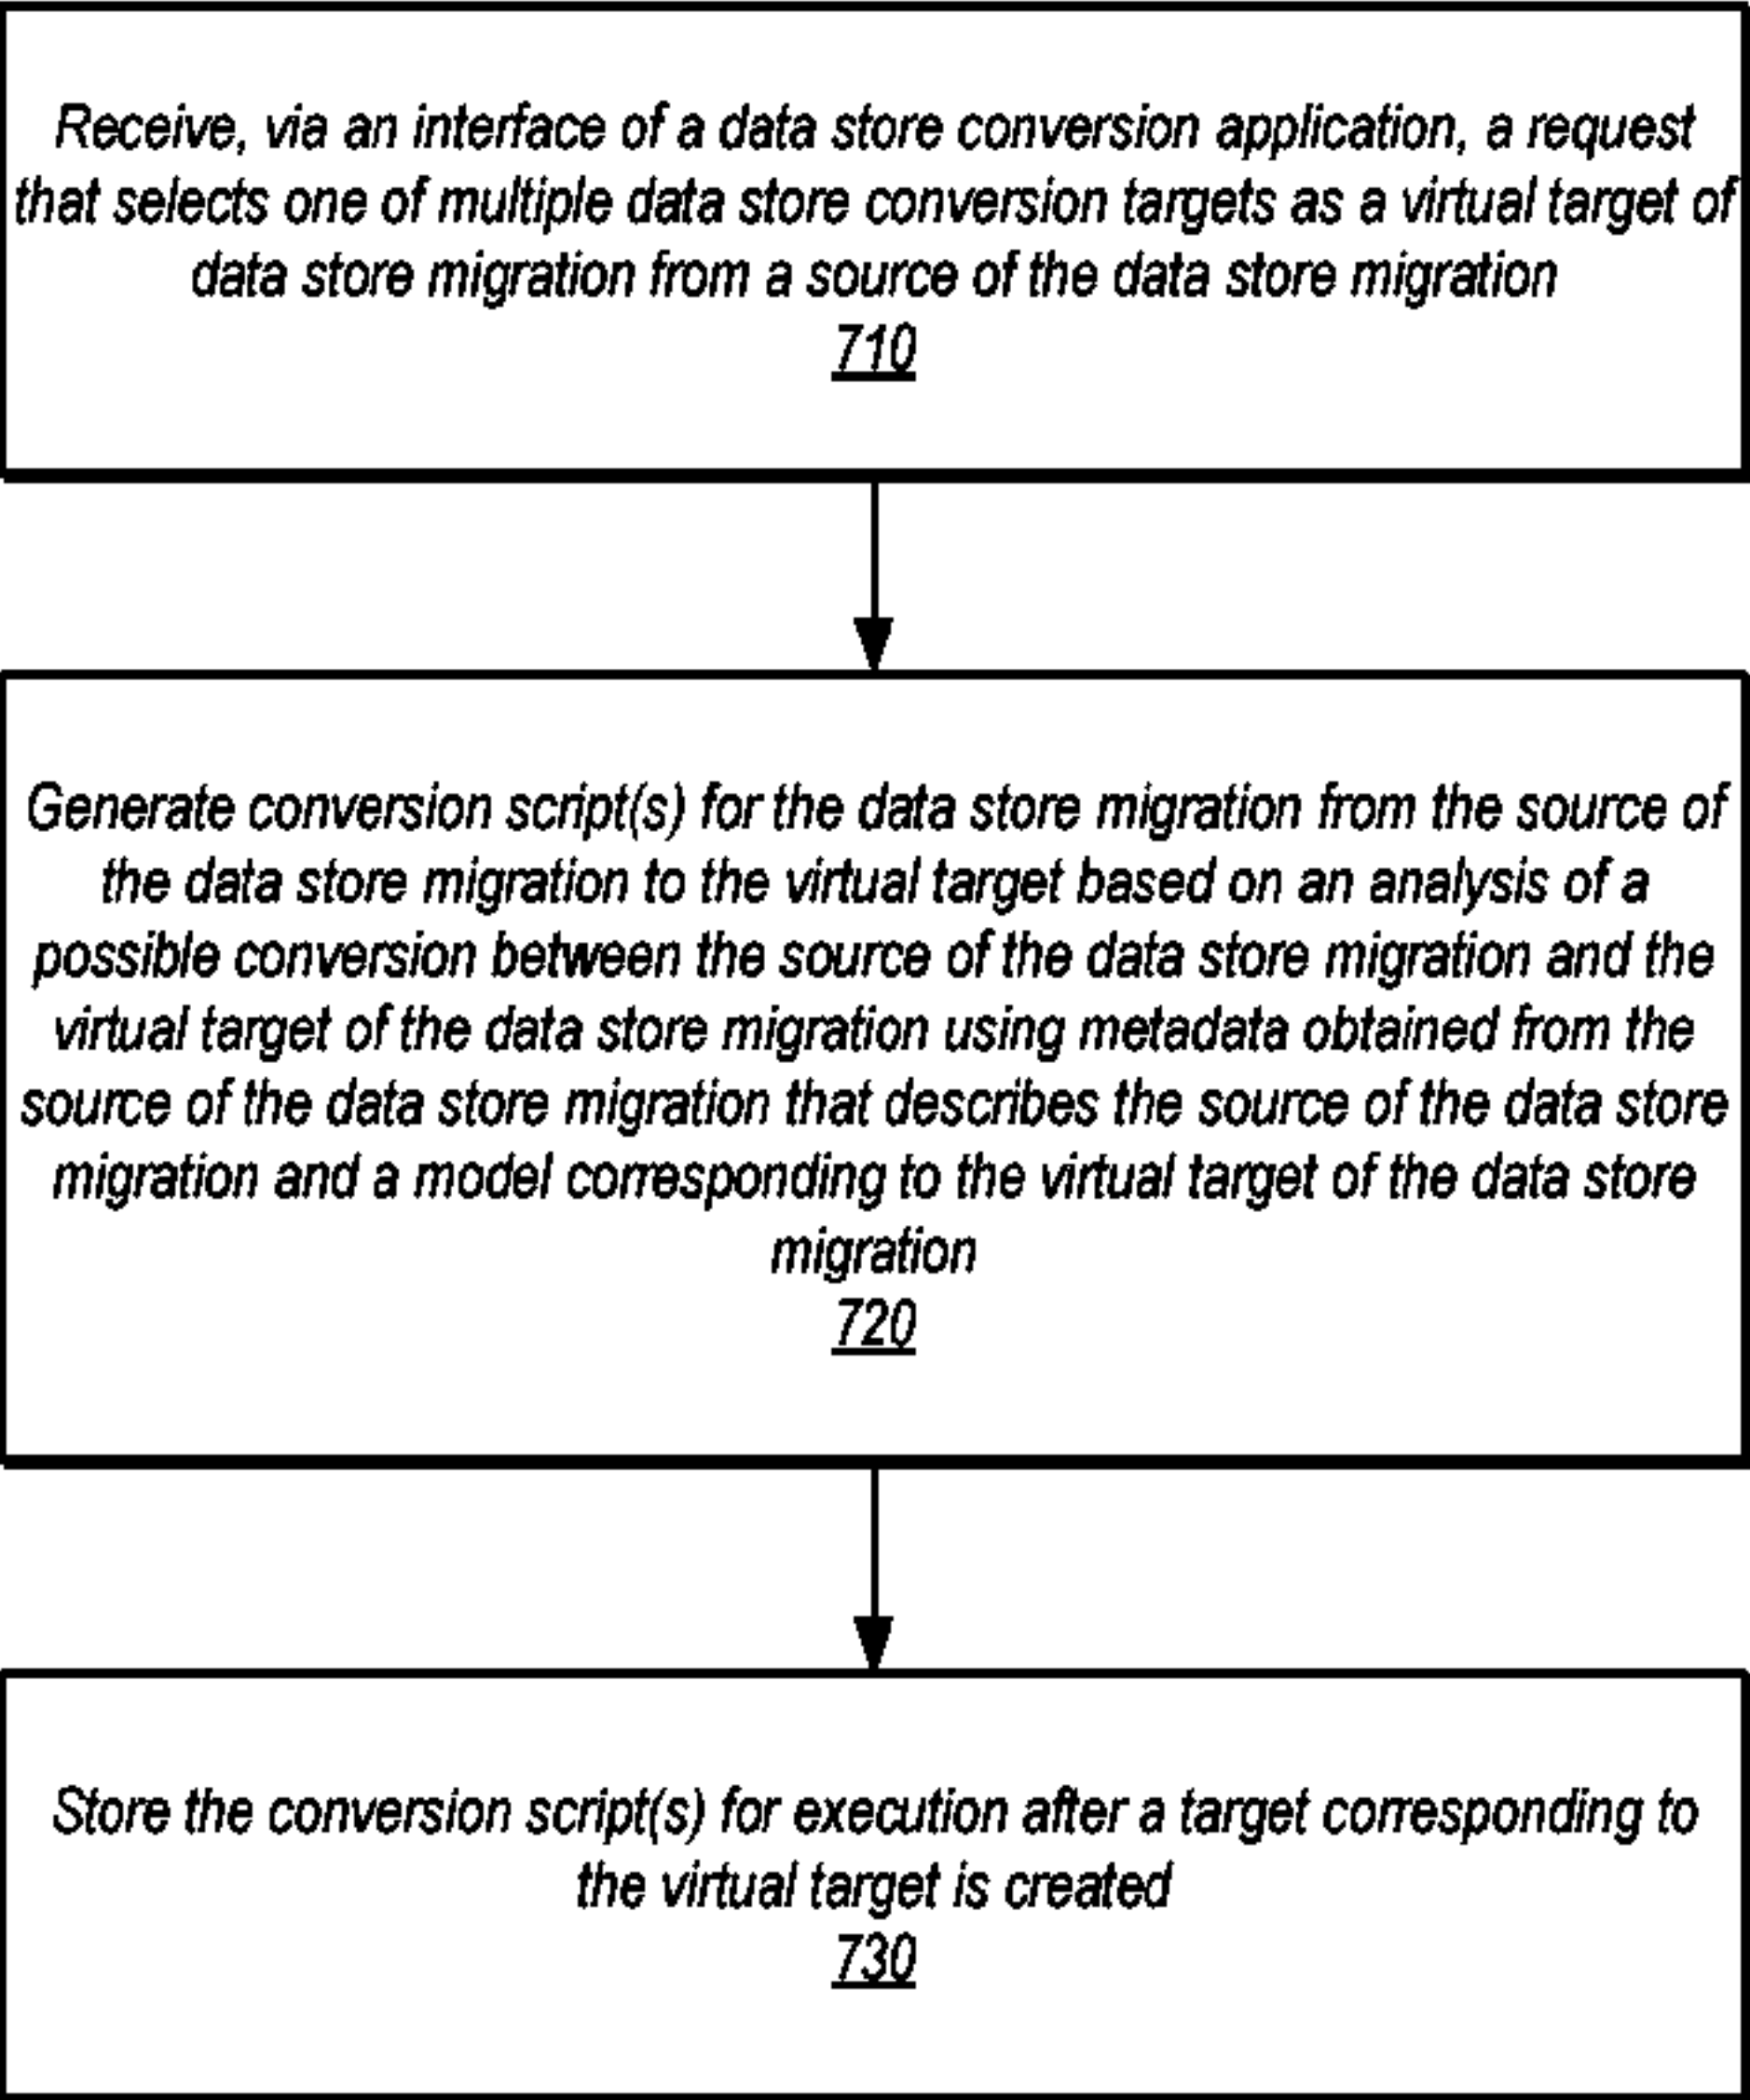 Receive, via an interface of a data store conversion application, a request
that selects one of multiple data store conversion targets as a virtual target of
data store migration from a source of the data store migration
710
Generate conversion script(s) for the data store migration from the source of
the data store migration to the virtual target based on an analysis of a
possible conversion between the source of the data store migration and the
virtual target of the data store migration using metadata obtained from the
source of the data store migration that describes the source of the data store
migration and a model corresponding to the virtual target of the data store
migration
720
Store the conversion script(s) for execution after a target corresponding to
the virtual target is created
730